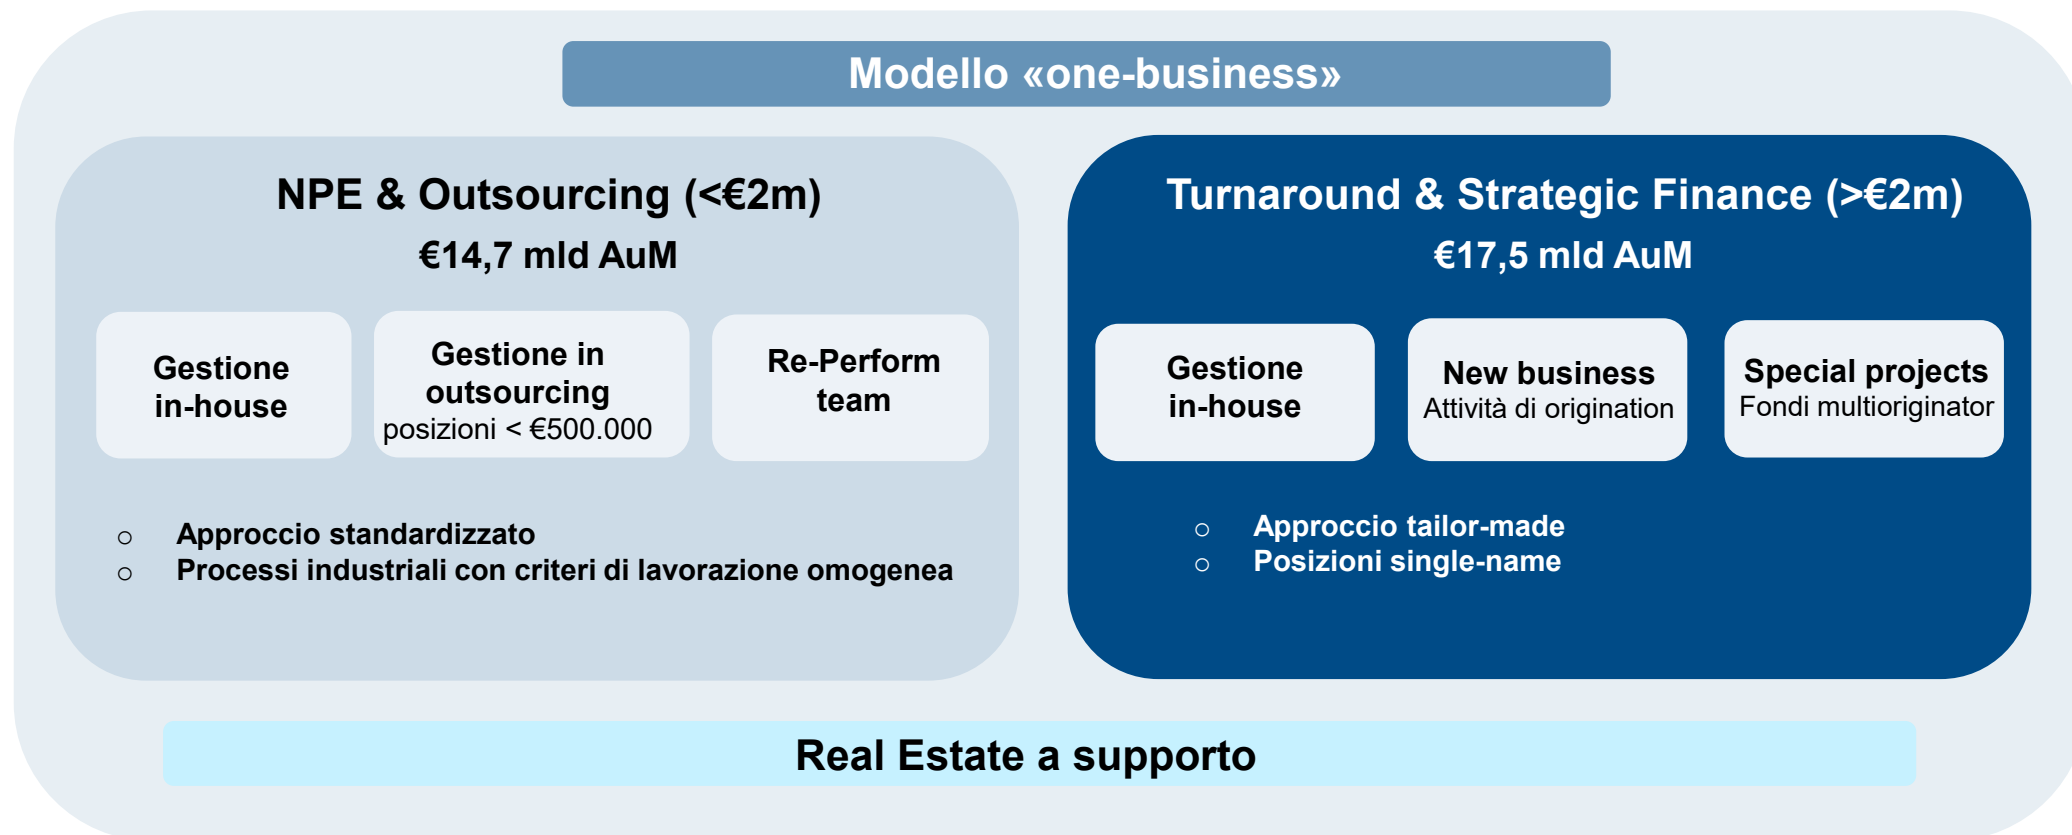 Modello «one-business»
NPE & Outsourcing (<€2m)
€14,7 mld AuM
Gestione
in-house
Gestione in
outsourcing
posizioni < €500.000
Re-Perform
team
o Approccio standardizzato
o Processi industriali con criteri di lavorazione omogenea
Turnaround & Strategic Finance (>€2m)
€17,5 mld AuM
Gestione
in-house
New business
Attività di origination
Special projects
Fondi multioriginator
o Approccio tailor-made
o Posizioni single-name
Real Estate a supporto